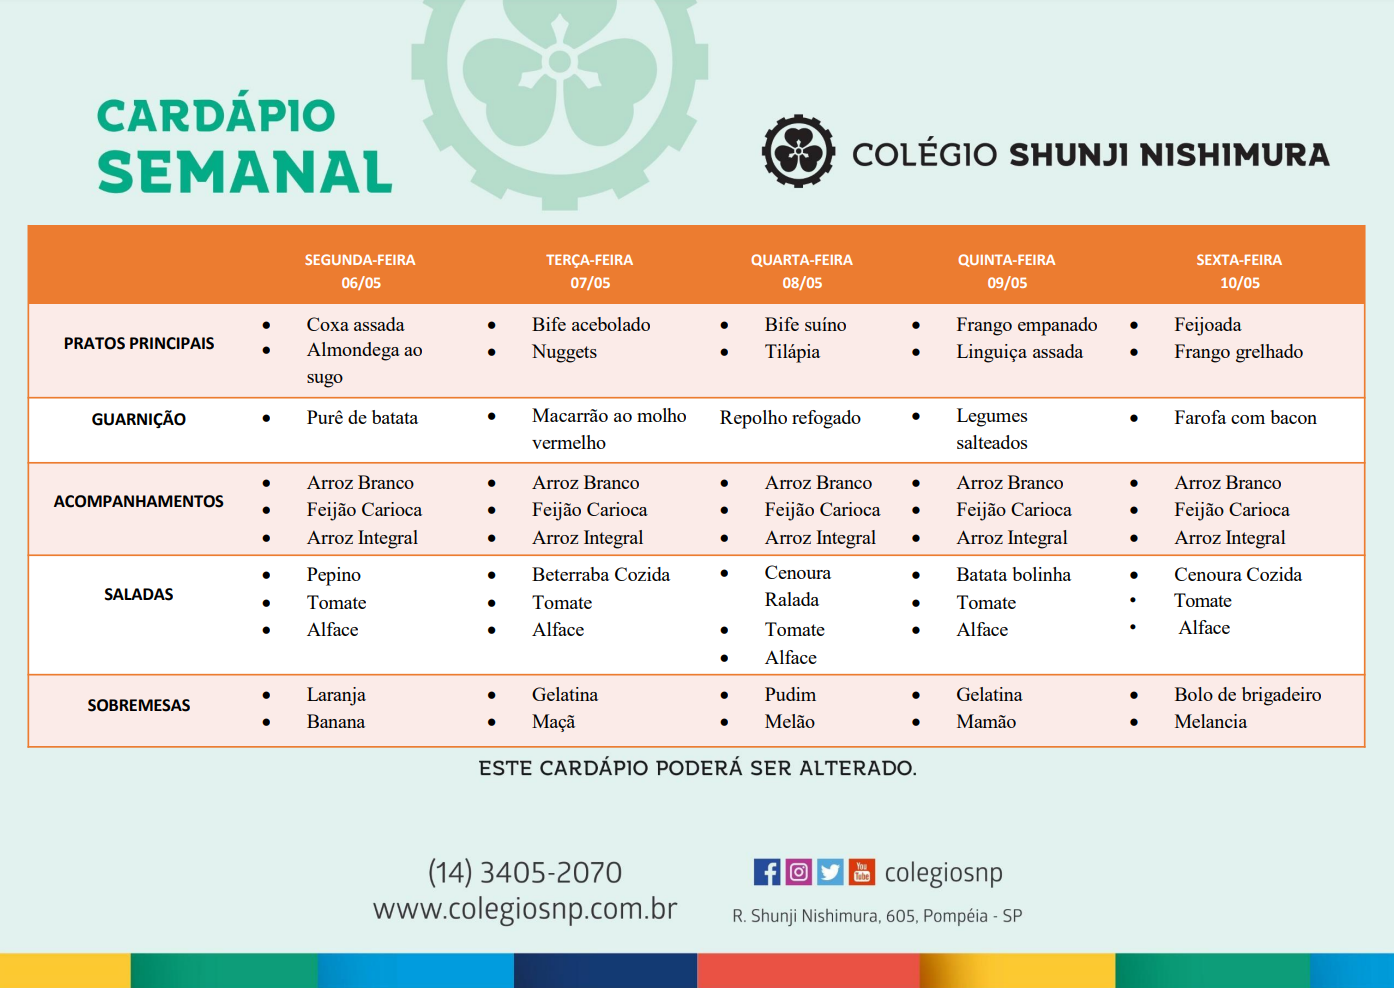 CARDÁPIO
SEMANAL
COLÉGIO SHUNJI NISHIMURA
SEGUNDA-FEIRA
06/05
TERÇA-FEIRA
07/05
QUARTA-FEIRA
08/05
QUINTA-FEIRA
09/05
SEXTA-FEIRA
10/05
PRATOS PRINCIPAIS
• Coxa assada
• Almondega ao
sugo
• Bife acebolado
• Nuggets
• Bife suíno
• Tilápia
• Frango empanado
• Linguiça assada
• Feijoada
• Frango grelhado
GUARNIÇÃO
• Purê de batata
• Macarrão ao molho
vermelho
Repolho refogado
• Legumes
salteados
• Farofa com bacon
ACOMPANHAMENTOS
• Arroz Branco
• Feijão Carioca
• Arroz Integral
• Arroz Branco
• Feijão Carioca
• Arroz Integral
• Arroz Branco
• Feijão Carioca
• Arroz Integral
• Arroz Branco
• Feijão Carioca
• Arroz Integral
• Arroz Branco
• Feijão Carioca
• Arroz Integral
SALADAS
• Pepino
• Tomate
• Alface
• Beterraba Cozida
• Tomate
• Alface
• Cenoura
Ralada
• Tomate
• Alface
• Batata bolinha
• Tomate
• Alface
• Cenoura Cozida
• Tomate
• Alface
SOBREMESAS
• Laranja
• Banana
• Gelatina
• Maçã
• Pudim
• Melão
• Gelatina
• Mamão
• Bolo de brigadeiro
• Melancia
ESTE CARDÁPIO PODERÁ SER ALTERADO.
(14) 3405-2070
www.colegiosnp.com.br
You
Tube
colegiosnp
R. Shunji Nishimura, 605, Pompéia - SP